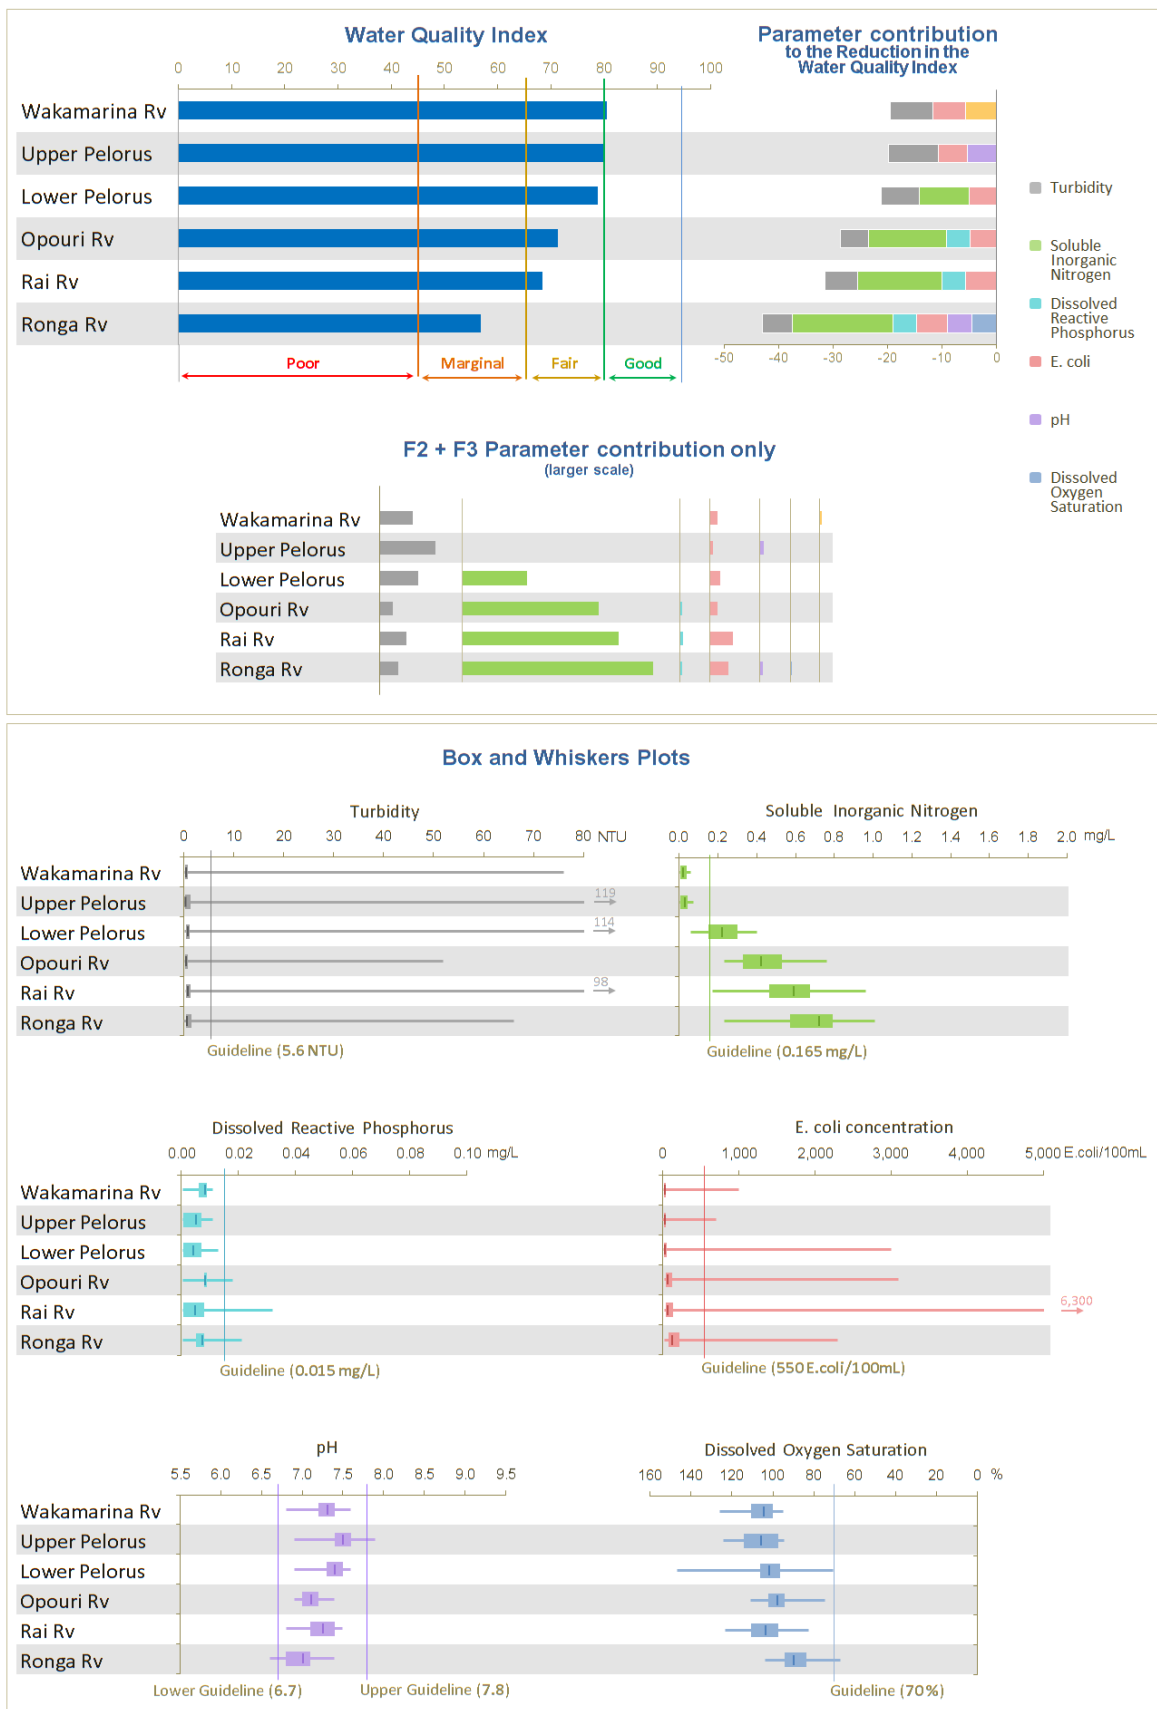 Water Quality Index
Parameter contribution
to the Reduction in the
Water Quality Index
0 10 20 30 40 50 60 70 80 90 100
Wakamarina Rv
Upper Pelorus
Lower Pelorus
Opouri Rv
Rai Rv
Ronga Rv
Poor Marginal Fair Good
-50 -40 -30 -20 -10 0
Turbidity
Soluble
Inorganic
Nitrogen
Dissolved
Reactive
Phosphorus
E. coli
pH
Dissolved
Oxygen
Saturation
F2 + F3 Parameter contribution only
(larger scale)
Wakamarina Rv
Upper Pelorus
Lower Pelorus
Opouri Rv
Rai Rv
Ronga Rv
Box and Whiskers Plots
Turbidity
0 10 20 30 40 50 60 70 80 NTU
Wakamarina Rv
Upper Pelorus
119
Lower Pelorus
114
Opouri Rv
Rai Rv
98
Ronga Rv
Guideline (5.6 NTU)
Soluble Inorganic Nitrogen
0.0 0.2 0.4 0.6 0.8 1.0 1.2 1.4 1.6 1.8 2.0 mg/L
Guideline (0.165 mg/L)
Dissolved Reactive Phosphorus
0.00 0.02 0.04 0.06 0.08 0.10 mg/L
Wakamarina Rv
Upper Pelorus
Lower Pelorus
Opouri Rv
Rai Rv
Ronga Rv
Guideline (0.015 mg/L)
E. coli concentration
0 1,000 2,000 3,000 4,000 5,000 E.coli/100mL
6,300
Guideline (550 E.coli/100mL)
pH
5.5 6.0 6.5 7.0 7.5 8.0 8.5 9.0 9.5
Wakamarina Rv
Upper Pelorus
Lower Pelorus
Opouri Rv
Rai Rv
Ronga Rv
Lower Guideline (6.7) Upper Guideline (7.8)
Dissolved Oxygen Saturation
160 140 120 100 80 60 40 20 0 %
Guideline (70%)